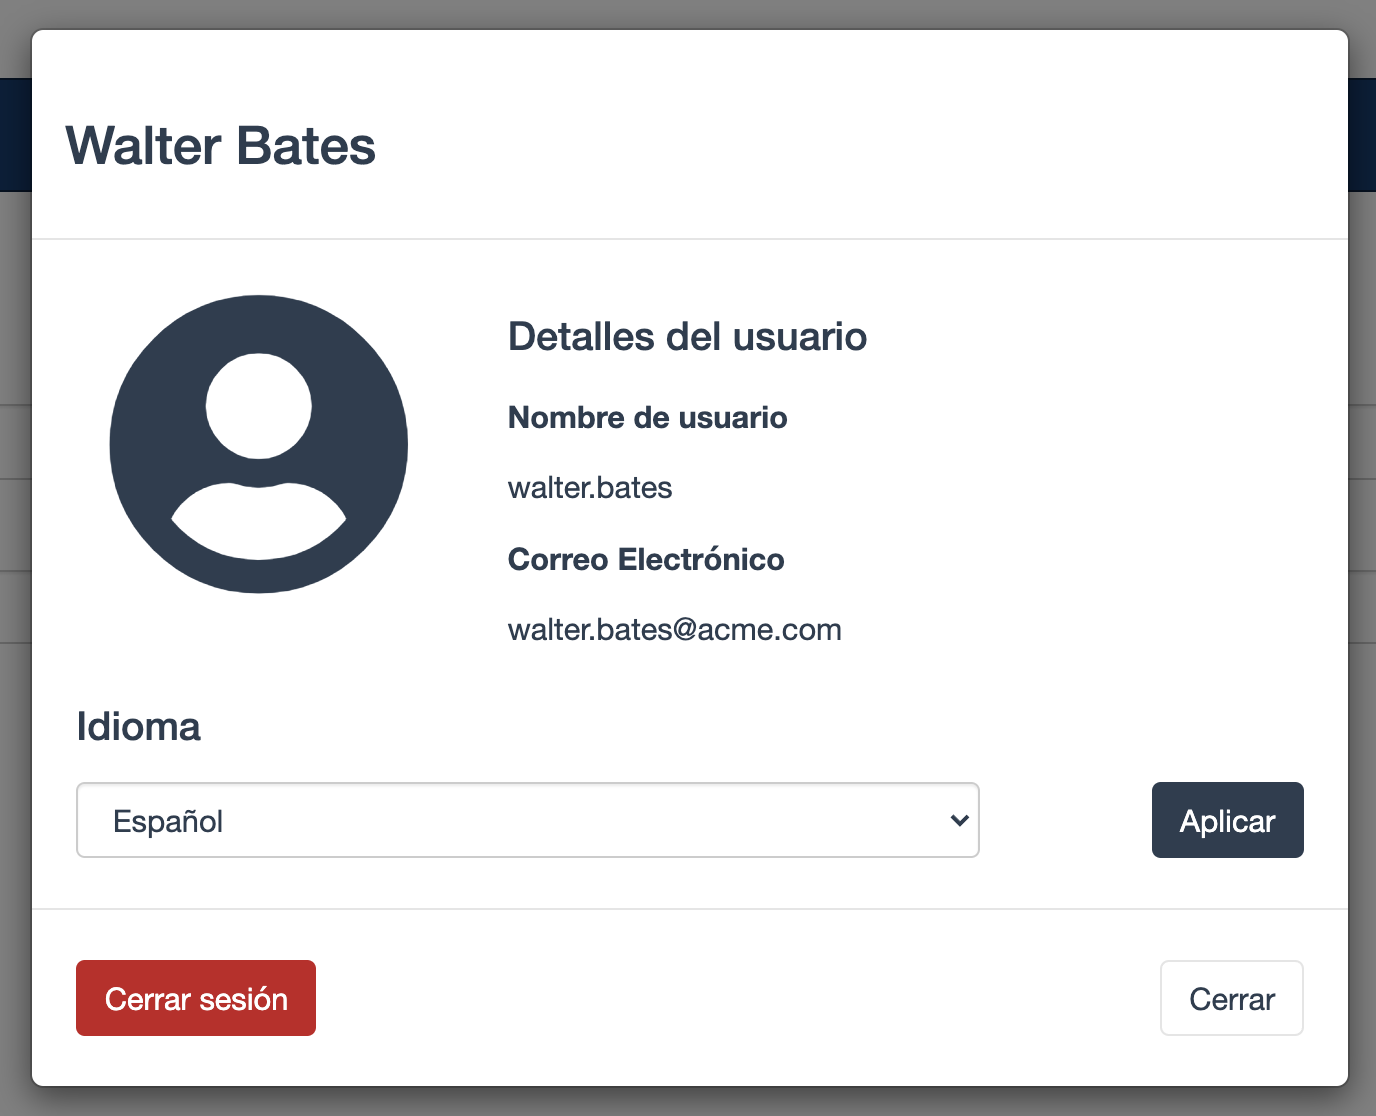 Walter Bates
Detalles del usuario
Nombre de usuario
walter.bates
Correo Electrónico
walter.bates@acme.com
Idioma
Español
Aplicar
Cerrar sesión
Cerrar